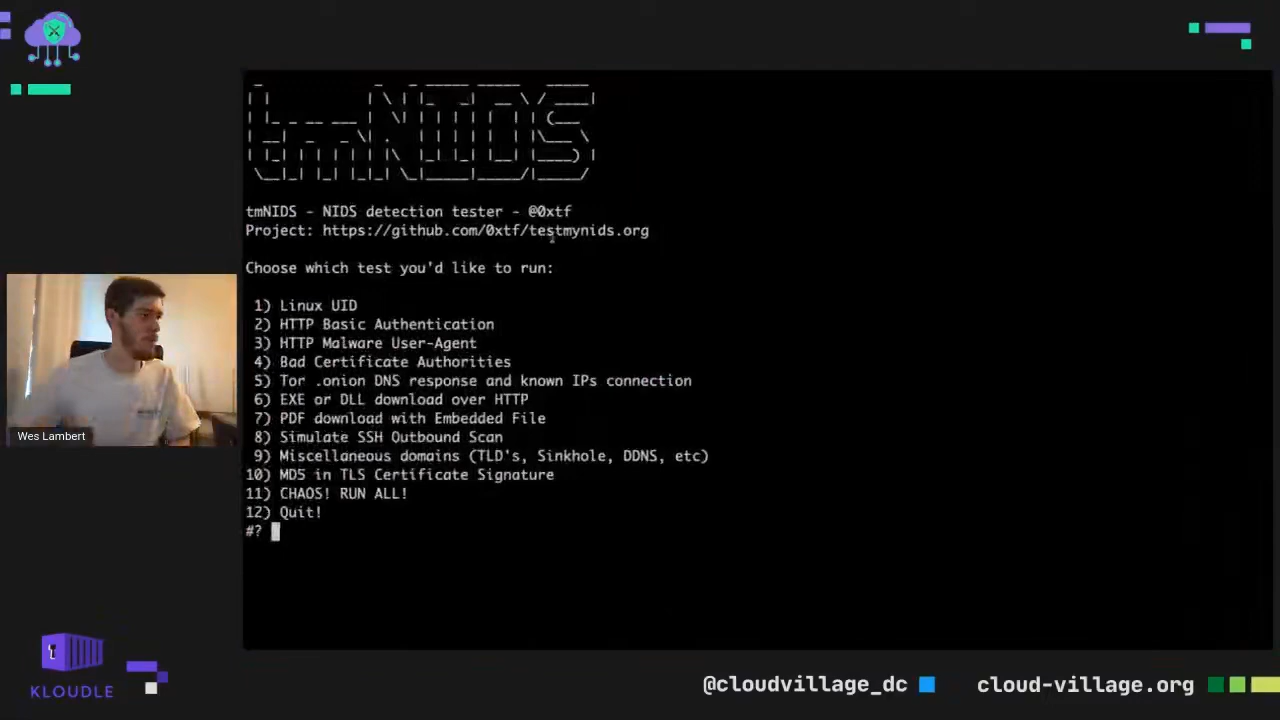 tmNIDS
tmNIDS - NIDS detection tester - @0xtf
Project: https://github.com/0xtf/testmynids.org
Choose which test you'd like to run:
1) Linux UID
2) HTTP Basic Authentication
3) HTTP Malware User-Agent
4) Bad Certificate Authorities
5) Tor .onion DNS response and known IPs connection
6) EXE or DLL download over HTTP
7) PDF download with Embedded File
8) Simulate SSH Outbound Scan
9) Miscellaneous domains (TLD's, Sinkhole, DDNS, etc)
10) MD5 in TLS Certificate Signature
11) CHAOS! RUN ALL!
12) Quit!
#?
Wes Lambert
KLOUDLE
@cloudvillage_dc
cloud-village.org